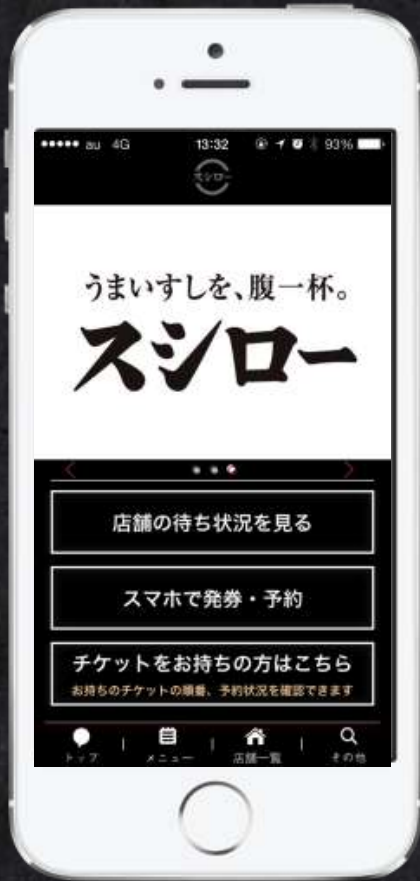 au 4G 13:32 93%
スシロー
うまいすしを、腹一杯。
スシロー
店舗の待ち状況を見る
スマホで発券・予約
チケットをお持ちの方はこちら
お持ちのチケットの順番、予約状況を確認できます
トップ メニュー 店舗一覧 その他